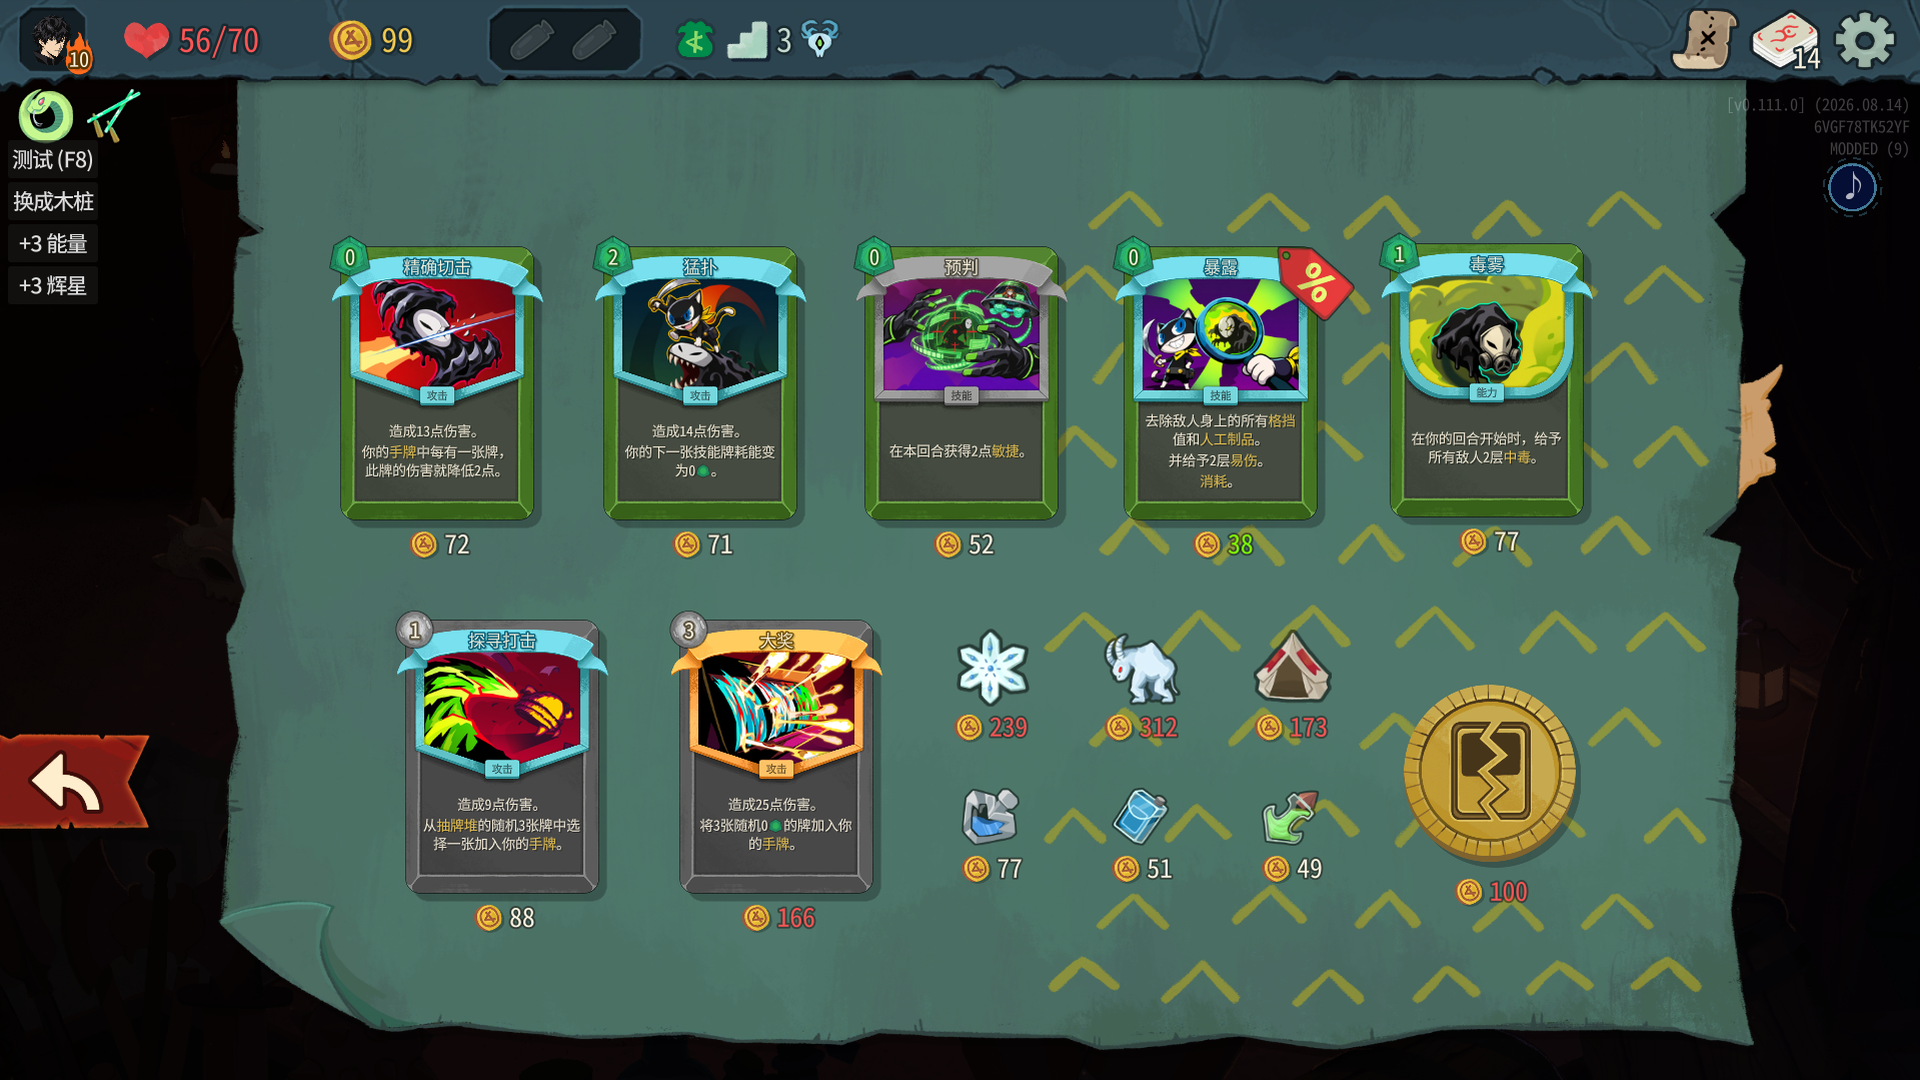 10
56/70
99
3
14
[v0.111.0] (2026.08.14)
6VGF78TK52YF
MODDED (9)
测试 (F8)
换成木桩
+3 能量
+3 辉星
0
精确切击
攻击
造成13点伤害。
你的手牌中每有一张牌，
此牌的伤害就降低2点。
72
2
猛扑
攻击
造成14点伤害。
你的下一张技能牌耗能变
为0。
71
0
预判
技能
在本回合获得2点敏捷。
52
0
暴露
%
技能
去除敌人身上的所有格挡
值和人工制品。
并给予2层易伤。
消耗。
38
1
毒雾
能力
在你的回合开始时，给予
所有敌人2层中毒。
77
1
探寻打击
攻击
造成9点伤害。
从抽牌堆的随机3张牌中选
择一张加入你的手牌。
88
3
大奖
攻击
造成25点伤害。
将3张随机0的牌加入你
的手牌。
166
239
312
173
77
51
49
100